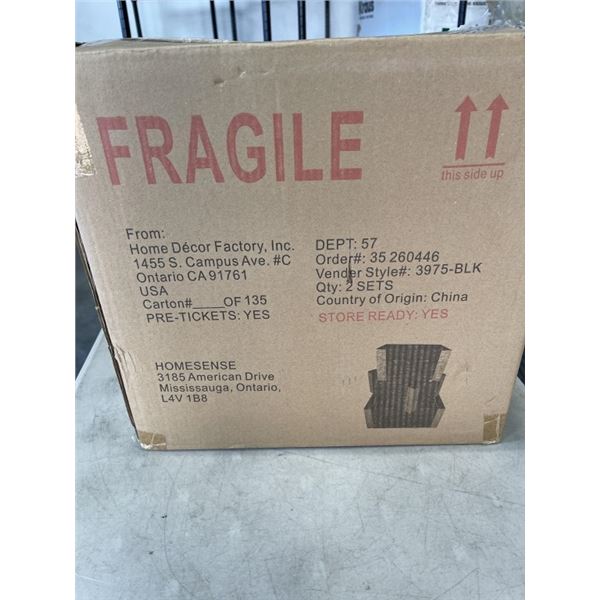 FRAGILE
this side up
From:
Home Décor Factory, Inc.
1455 S. Campus Ave. #C
Ontario CA 91761
USA
Carton#____OF 135
PRE-TICKETS: YES
DEPT: 57
Order#: 35 260446
Vender Style#: 3975-BLK
Qty: 2 SETS
Country of Origin: China
STORE READY: YES
HOMESENSE
3185 American Drive
Mississauga, Ontario,
L4V 1B8